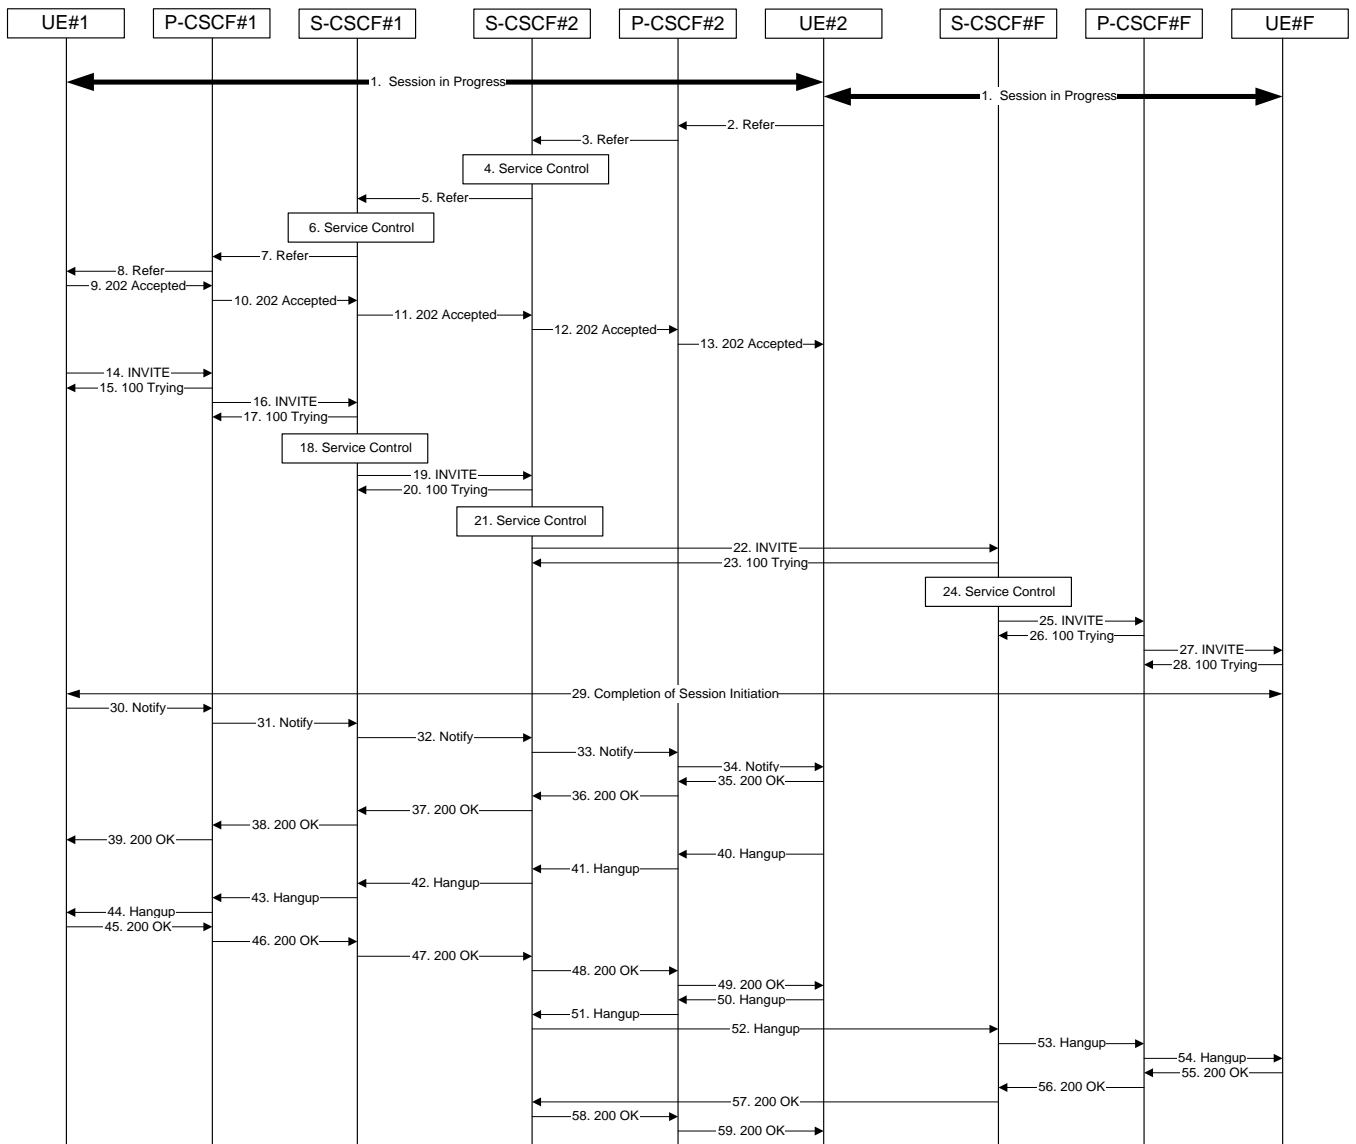 UE#1
P-CSCF#1
S-CSCF#1
S-CSCF#2
P-CSCF#2
UE#2
S-CSCF#F
P-CSCF#F
UE#F
1. Session in Progress
1. Session in Progress
2. Refer
3. Refer
4. Service Control
5. Refer
6. Service Control
7. Refer
8. Refer
9. 202 Accepted
10. 202 Accepted
11. 202 Accepted
12. 202 Accepted
13. 202 Accepted
14. INVITE
15. 100 Trying
16. INVITE
17. 100 Trying
18. Service Control
19. INVITE
20. 100 Trying
21. Service Control
22. INVITE
23. 100 Trying
24. Service Control
25. INVITE
26. 100 Trying
27. INVITE
28. 100 Trying
29. Completion of Session Initiation
30. Notify
31. Notify
32. Notify
33. Notify
34. Notify
35. 200 OK
36. 200 OK
37. 200 OK
38. 200 OK
39. 200 OK
40. Hangup
41. Hangup
42. Hangup
43. Hangup
44. Hangup
45. 200 OK
46. 200 OK
47. 200 OK
48. 200 OK
49. 200 OK
50. Hangup
51. Hangup
52. Hangup
53. Hangup
54. Hangup
55. 200 OK
56. 200 OK
57. 200 OK
58. 200 OK
59. 200 OK